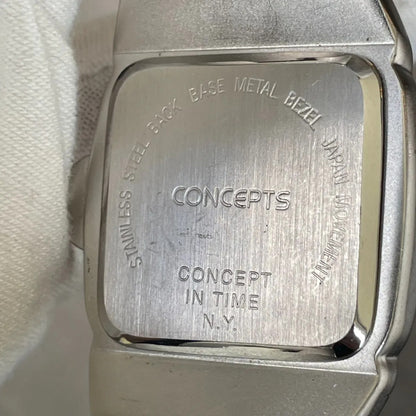 STAINLESS STEEL BACK BASE METAL BEZEL JAPAN MOVEMENT
CONCEPTS
CONCEPT
IN TIME
N.Y.